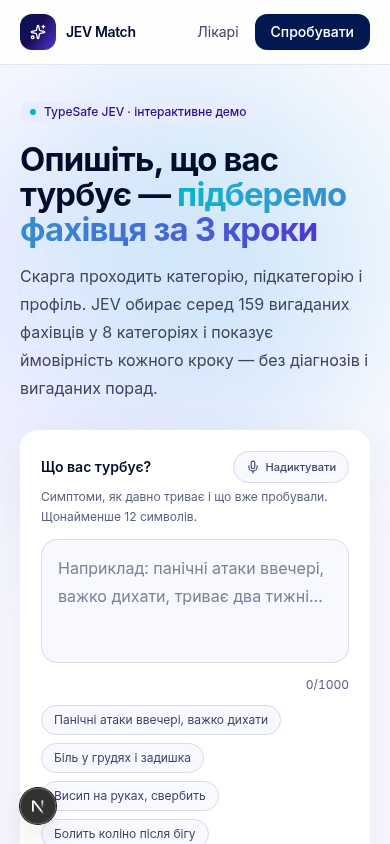 JEV Match
Лікарі
Спробувати
TypeSafe JEV · інтерактивне демо
Опишіть, що вас
турбує — підберемо
фахівця за 3 кроки
Скарга проходить категорію, підкатегорію і
профіль. JEV обирає серед 159 вигаданих
фахівців у 8 категоріях і показує
ймовірність кожного кроку — без діагнозів і
вигаданих порад.
Що вас турбує?
Надиктувати
Симптоми, як давно триває і що вже пробували.
Щонайменше 12 символів.
Наприклад: панічні атаки ввечері,
важко дихати, триває два тижні...
0/1000
Панічні атаки ввечері, важко дихати
Біль у грудях і задишка
Висип на руках, свербить
Болить коліно після бігу
N